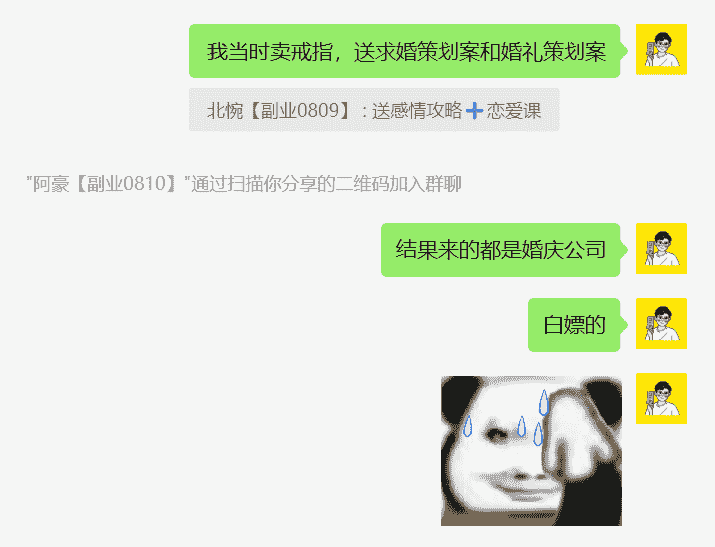 我当时卖戒指，送求婚策划案和婚礼策划案
北惋【副业0809】：送感情攻略➕恋爱课
"阿豪【副业0810】"通过扫描你分享的二维码加入群聊
结果来的都是婚庆公司
白嫖的